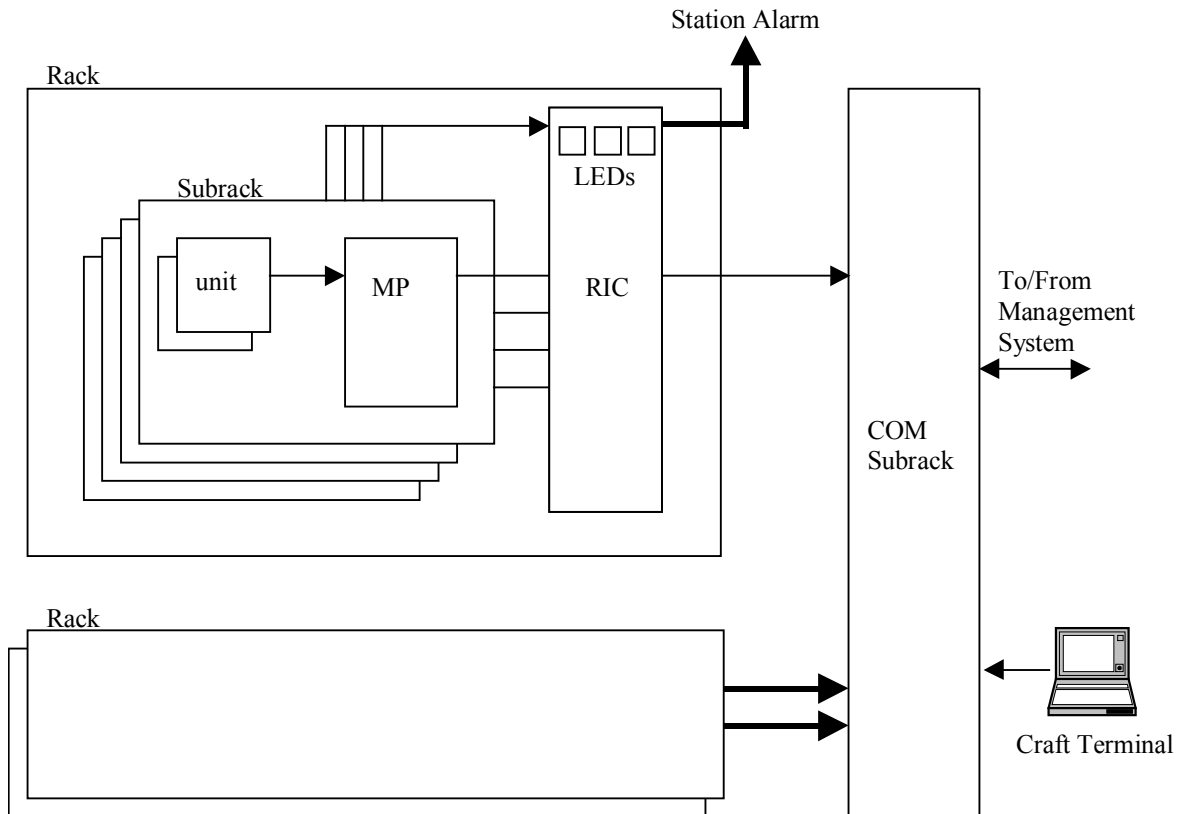 Station Alarm
Rack
LEDs
Subrack
unit
MP
RIC
To/From
Management
System
COM
Subrack
Rack
Craft Terminal